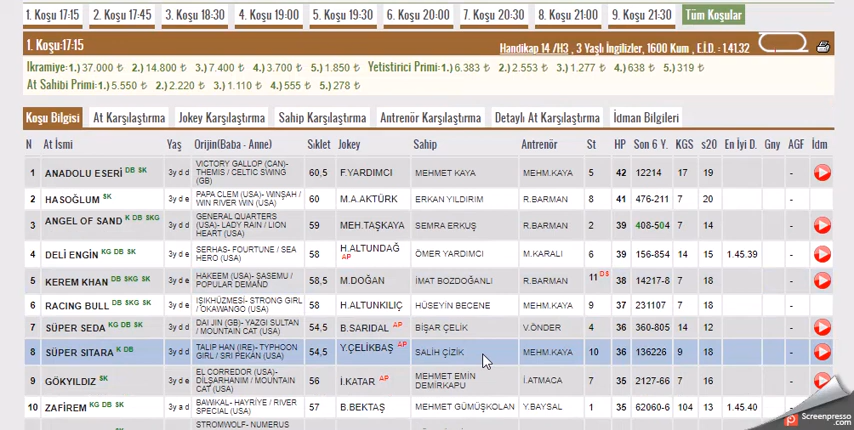 1. Koşu 17:15 2. Koşu 17:45 3. Koşu 18:30 4. Koşu 19:00 5. Koşu 19:30 6. Koşu 20:00 7. Koşu 20:30 8. Koşu 21:00 9. Koşu 21:30 Tüm Koşular
1. Koşu:17:15
Handikap 14 /H3 , 3 Yaşlı İngilizler, 1600 Kum , E.İ.D. : 1.41.32
Ikramiye:1.) 37.000 ₺ 2.) 14.800 ₺ 3.) 7.400 ₺ 4.) 3.700 ₺ 5.) 1.850 ₺ Yetistirici Primi:1.) 6.383 ₺ 2.) 2.553 ₺ 3.) 1.277 ₺ 4.) 638 ₺ 5.) 319 ₺
At Sahibi Primi:1.) 5.550 ₺ 2.) 2.220 ₺ 3.) 1.110 ₺ 4.) 555 ₺ 5.) 278 ₺
Koşu Bilgisi At Karşılaştırma Jokey Karşılaştırma Sahip Karşılaştırma Antrenör Karşılaştırma Detaylı At Karşılaştırma İdman Bilgileri
N At İsmi Yaş Orijin(Baba - Anne) Sıklet Jokey Sahip Antrenör St HP Son 6 Y. KGS s20 En İyi D. Gny AGF İdm
1 ANADOLU ESERİ DB SK 3y d d VICTORY GALLOP (CAN)- THEMIS / CELTIC SWING (GB) 60,5 F.YARDIMCI MEHMET KAYA MEHM.KAYA 5 42 12214 17 19 -
2 HASOĞLUM SK 3y d e PAPA CLEM (USA)- WINŞAH / WIN RIVER WIN (USA) 60 M.A.AKTÜRK ERKAN YILDIRIM R.BARMAN 8 41 476-211 7 20 -
3 ANGEL OF SAND K DB SKG 3y d d GENERAL QUARTERS (USA)- LADY RAIN / LION HEART (USA) 59 MEH.TAŞKAYA SEMRA ERKUŞ R.BARMAN 2 39 408-504 7 14 -
4 DELİ ENGİN KG DB SK 3y d e SERHAS- FOURTUNE / SEA HERO (USA) 58 H.ALTUNDAĞ AP ÖMER YARDIMCI M.KARALI 6 39 156-854 14 15 1.45.39 -
5 KEREM KHAN DB SKG SK 3y d e HAKEEM (USA)- SASEMU / POPULAR DEMAND 58,5 M.DOĞAN İMAT BOZDOĞANLI R.BARMAN 11 DS 38 14217-8 7 18 -
6 RACING BULL DB SKG SK 3y d e IŞIKHÜZMESİ- STRONG GIRL / OKAWANGO (USA) 58 H.ALTUNKILIÇ HÜSEYİN BECENE MEHM.KAYA 9 37 231107 7 18 -
7 SÜPER SEDA KG DB SK 3y d d DAI JIN (GB)- YAZGI SULTAN / MOUNTAIN CAT (USA) 54,5 B.SARIDAL AP BİŞAR ÇELİK V.ÖNDER 4 36 360-805 14 12 -
8 SÜPER SITARA K DB 3y d d TALIP HAN (IRE)- TYPHOON GIRL / SRI PEKAN (USA) 54,5 Y.ÇELİKBAŞ AP SALİH ÇİZİK MEHM.KAYA 10 36 136226 9 18 -
9 GÖKYILDIZ SK 3y d e EL CORREDOR (USA)- DİLŞARHANIM / MOUNTAIN CAT (USA) 56 İ.KATAR AP MEHMET EMİN DEMİRKAPU İ.ATMACA 7 35 2127-66 7 16 -
10 ZAFİREM KG DB SK 3y a d BAWIKAL- HAYRİYE / RIVER SPECIAL (USA) 57 B.BEKTAŞ MEHMET GÜMÜŞKOLAN Y.BAYSAL 1 35 62060-6 104 13 1.45.40 -
STROMWOLF- NUMEROUS
Screenpresso
.com